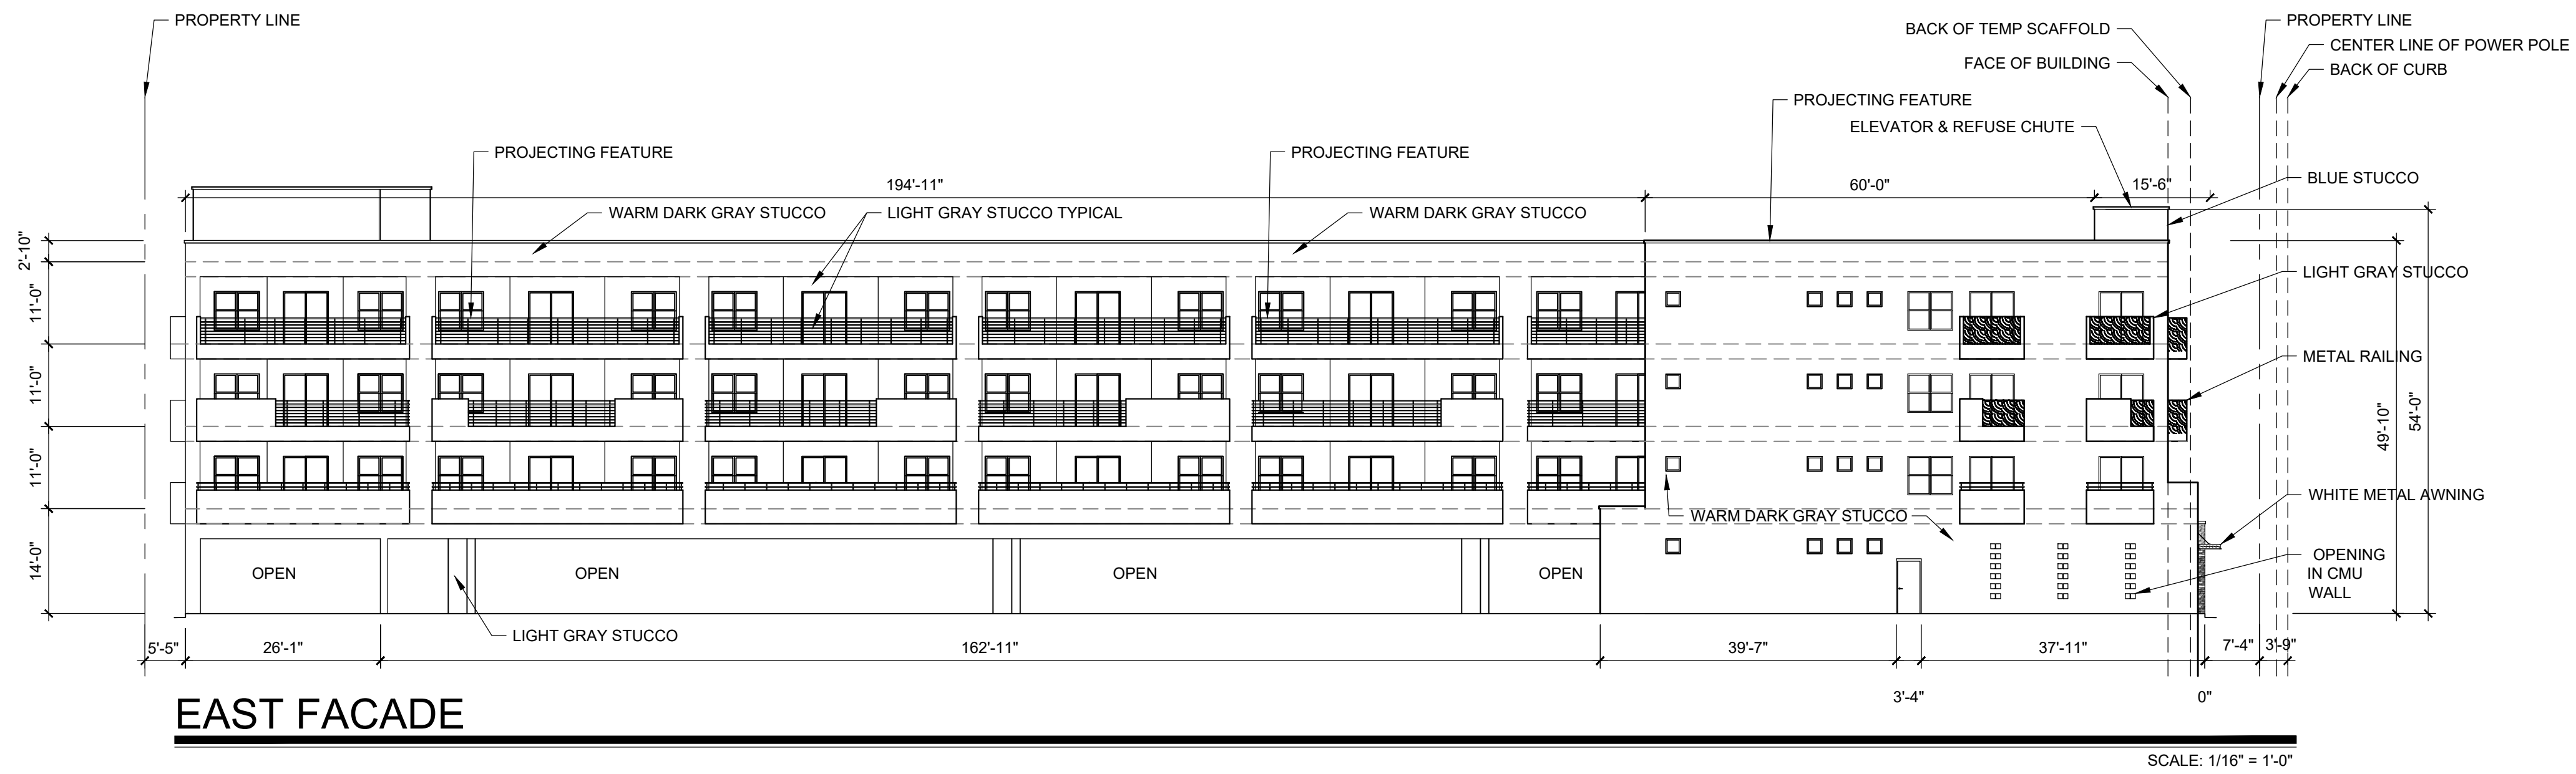 PROPERTY LINE
PROPERTY LINE
BACK OF TEMP SCAFFOLD
CENTER LINE OF POWER POLE
FACE OF BUILDING
BACK OF CURB
PROJECTING FEATURE
ELEVATOR & REFUSE CHUTE
PROJECTING FEATURE
PROJECTING FEATURE
194'-11"
60'-0"
15'-6"
BLUE STUCCO
WARM DARK GRAY STUCCO
LIGHT GRAY STUCCO TYPICAL
WARM DARK GRAY STUCCO
2'-10"
LIGHT GRAY STUCCO
11'-0"
METAL RAILING
11'-0"
49'-10"
54'-0"
11'-0"
WHITE METAL AWNING
WARM DARK GRAY STUCCO
14'-0"
OPEN
OPEN
OPEN
OPEN
OPENING
IN CMU
WALL
LIGHT GRAY STUCCO
5'-5"
26'-1"
162'-11"
39'-7"
37'-11"
7'-4"
3'-9"
3'-4"
0"
EAST FACADE
SCALE: 1/16" = 1'-0"